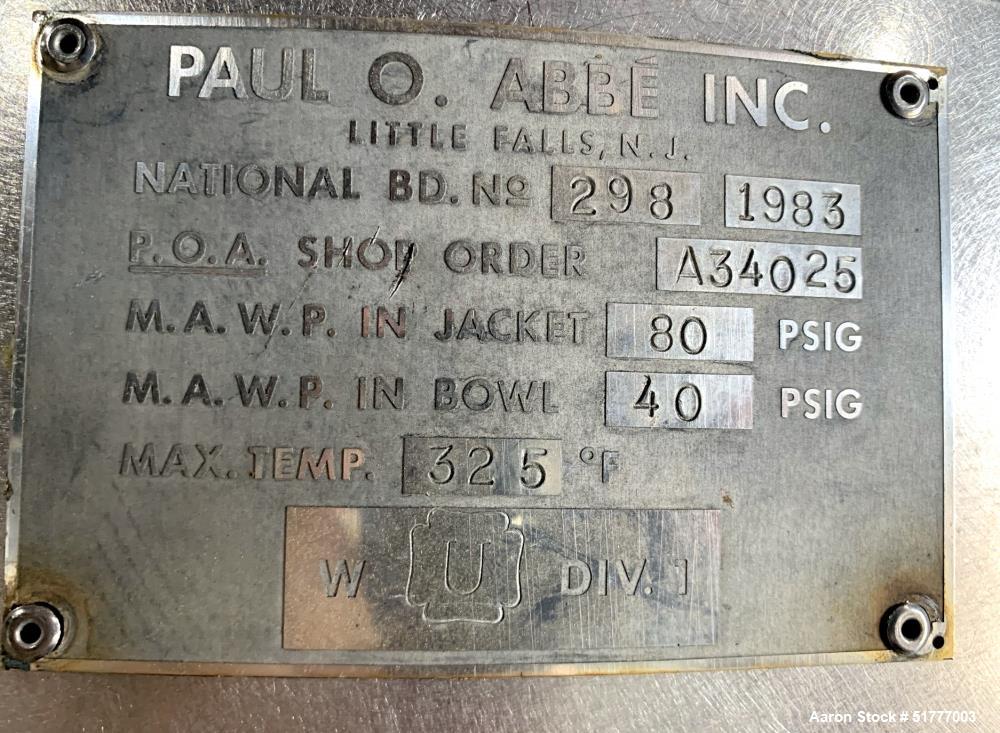 PAUL O. ABBÉ INC.
LITTLE FALLS, N. J.
NATIONAL BD. Nº 298 1983
P.O.A. SHOP ORDER A34025
M.A.W.P. IN JACKET 80 PSIG
M.A.W.P. IN BOWL 40 PSIG
MAX. TEMP. 325 °F
W U DIV. 1
Aaron Stock # 51777003